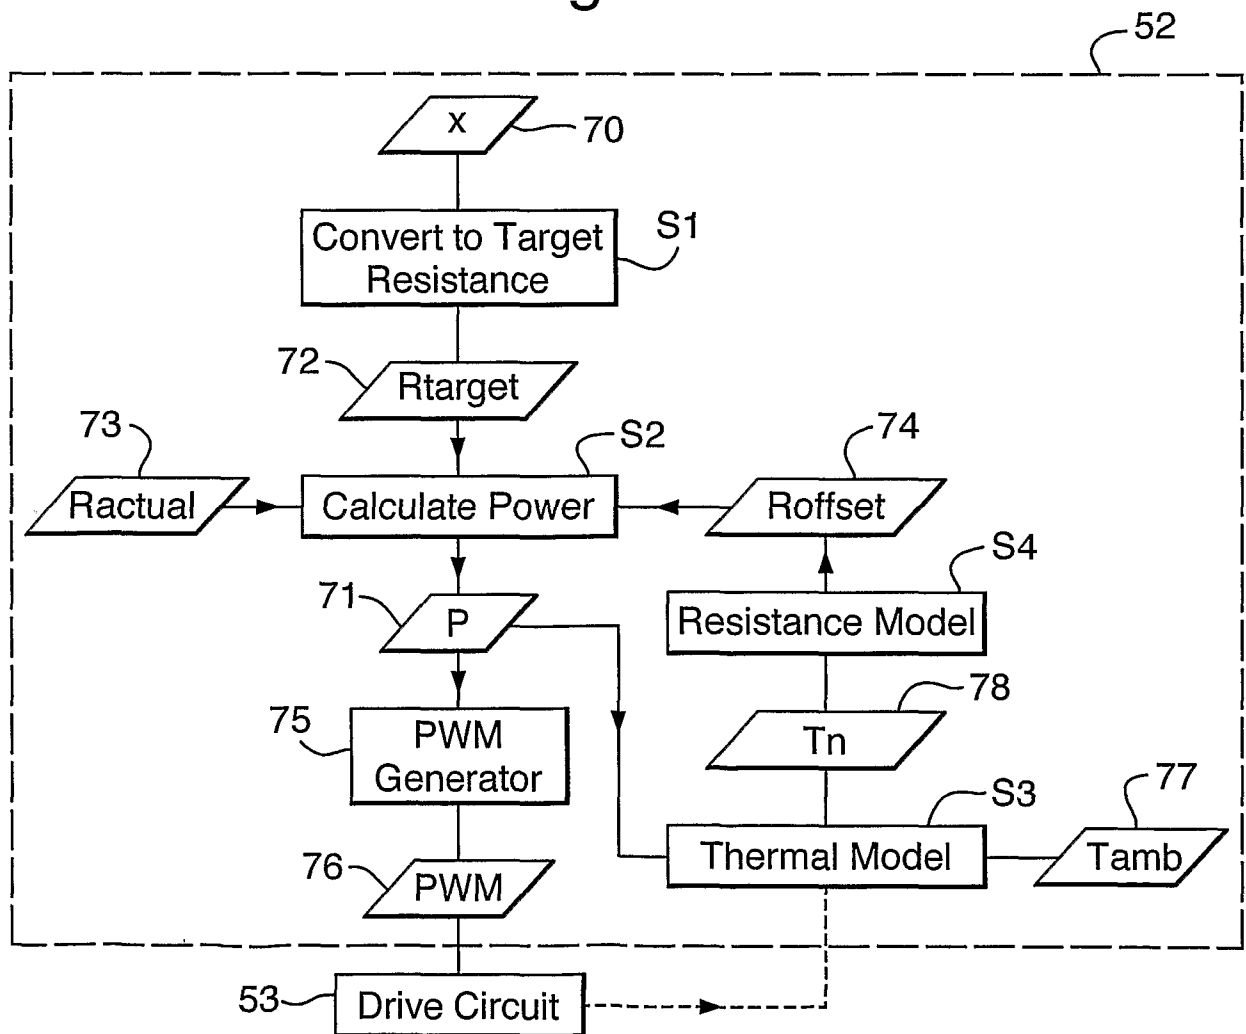 52
x
70
Convert to Target
Resistance
S1
72
Rtarget
73
S2
74
Ractual
Calculate Power
Roffset
S4
71
P
Resistance Model
78
75
PWM
Generator
Tn
S3
77
76
PWM
Thermal Model
Tamb
53
Drive Circuit